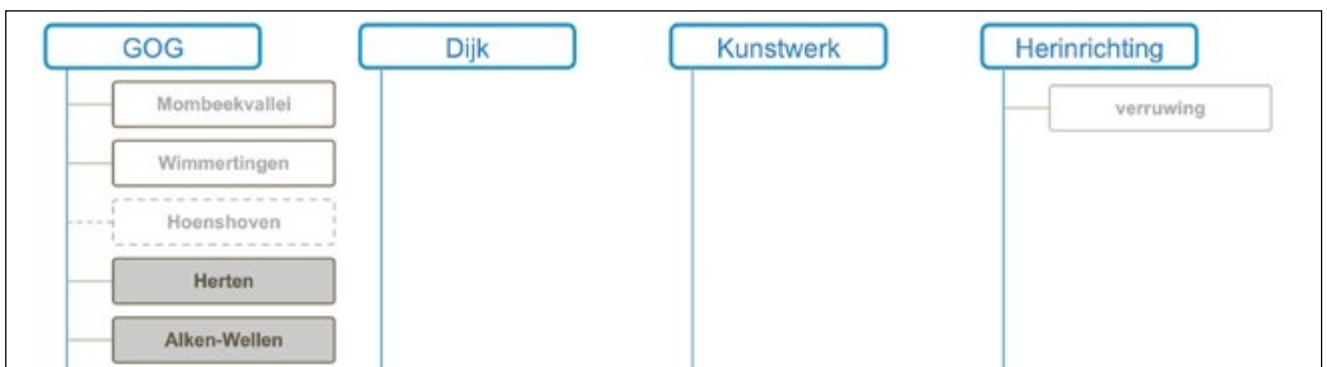 GOG
Dijk
Kunstwerk
Herinrichting
Mombeekvallei
verruwing
Wimmertingen
Hoenshoven
Herten
Alken-Wellen